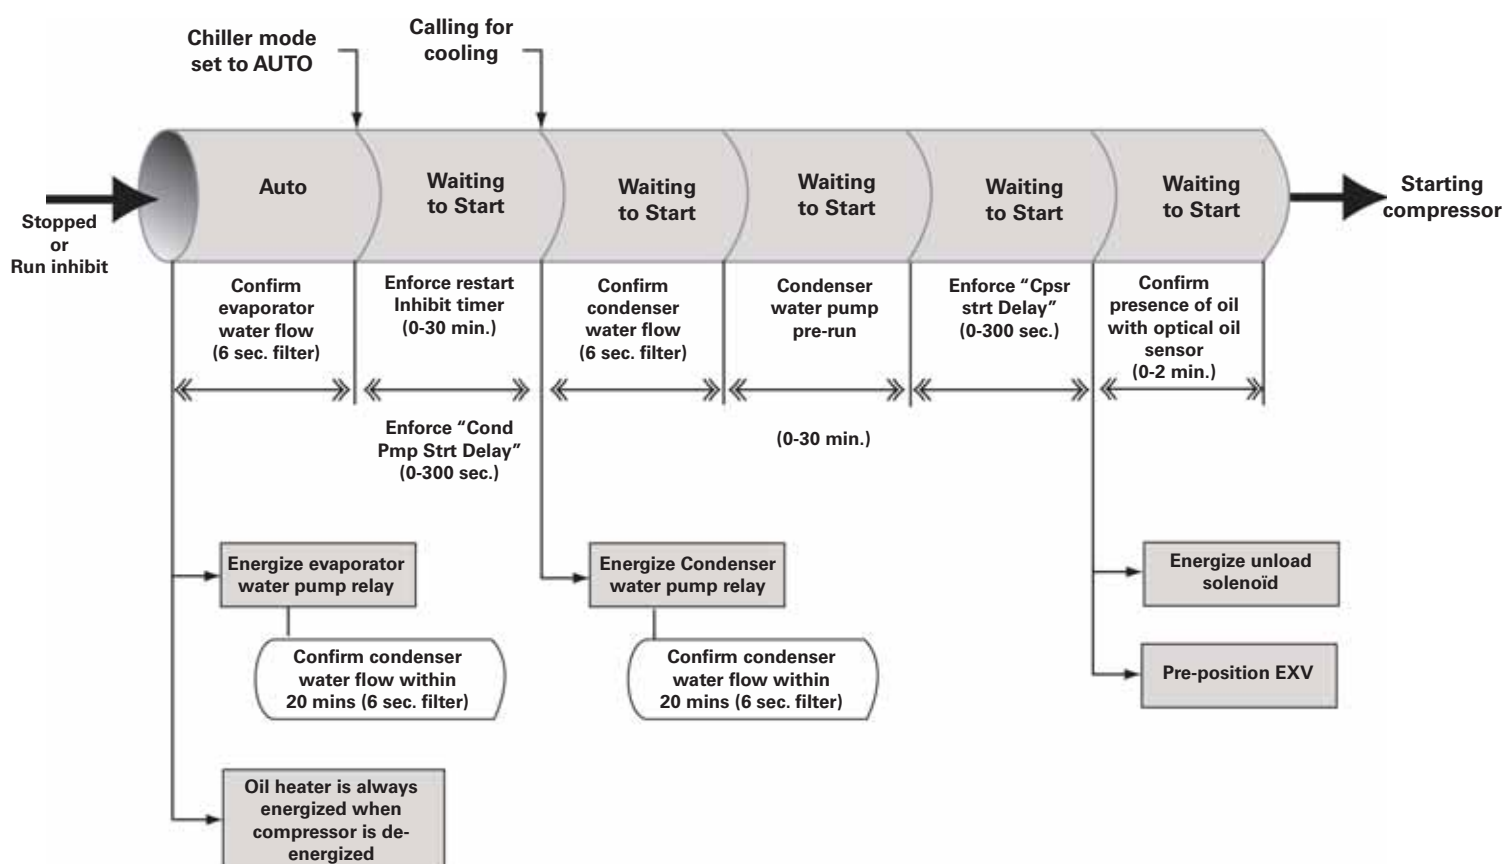 Chiller mode
set to AUTO
Calling for
cooling
Stopped
or
Run inhibit
Auto
Waiting
to Start
Waiting
to Start
Waiting
to Start
Waiting
to Start
Waiting
to Start
Starting
compressor
Confirm
evaporator
water flow
(6 sec. filter)
Enforce restart
Inhibit timer
(0-30 min.)
Confirm
condenser
water flow
(6 sec. filter)
Condenser
water pump
pre-run
Enforce “Cpsr
strt Delay”
(0-300 sec.)
Confirm
presence of oil
with optical oil
sensor
(0-2 min.)
Enforce “Cond
Pmp Strt Delay”
(0-300 sec.)
(0-30 min.)
Energize evaporator
water pump relay
Confirm condenser
water flow within
20 mins (6 sec. filter)
Energize Condenser
water pump relay
Confirm condenser
water flow within
20 mins (6 sec. filter)
Energize unload
solenoïd
Pre-position EXV
Oil heater is always
energized when
compressor is de-
energized